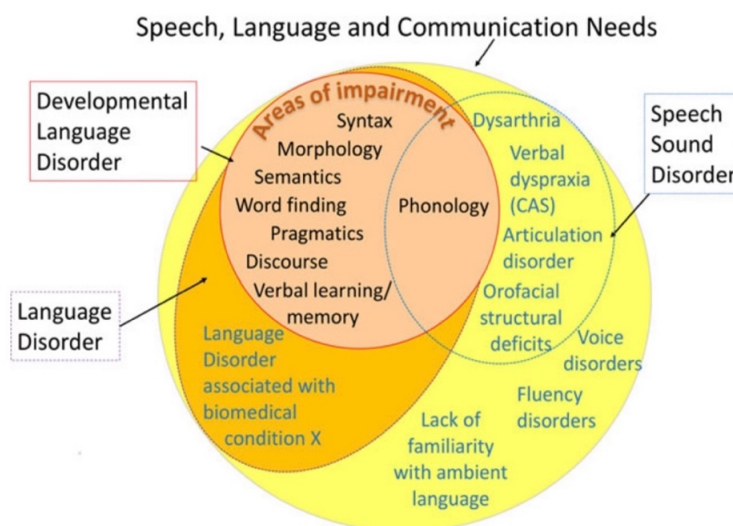 Speech, Language and Communication Needs
Developmental
Language
Disorder
Areas of impairment
Syntax
Morphology
Semantics
Word finding
Pragmatics
Discourse
Verbal learning/
memory
Phonology
Dysarthria
Verbal
dyspraxia
(CAS)
Articulation
disorder
Orofacial
structural
deficits
Speech
Sound
Disorder
Language
Disorder
Language
Disorder
associated with
biomedical
condition X
Voice
disorders
Fluency
disorders
Lack of
familiarity
with ambient
language